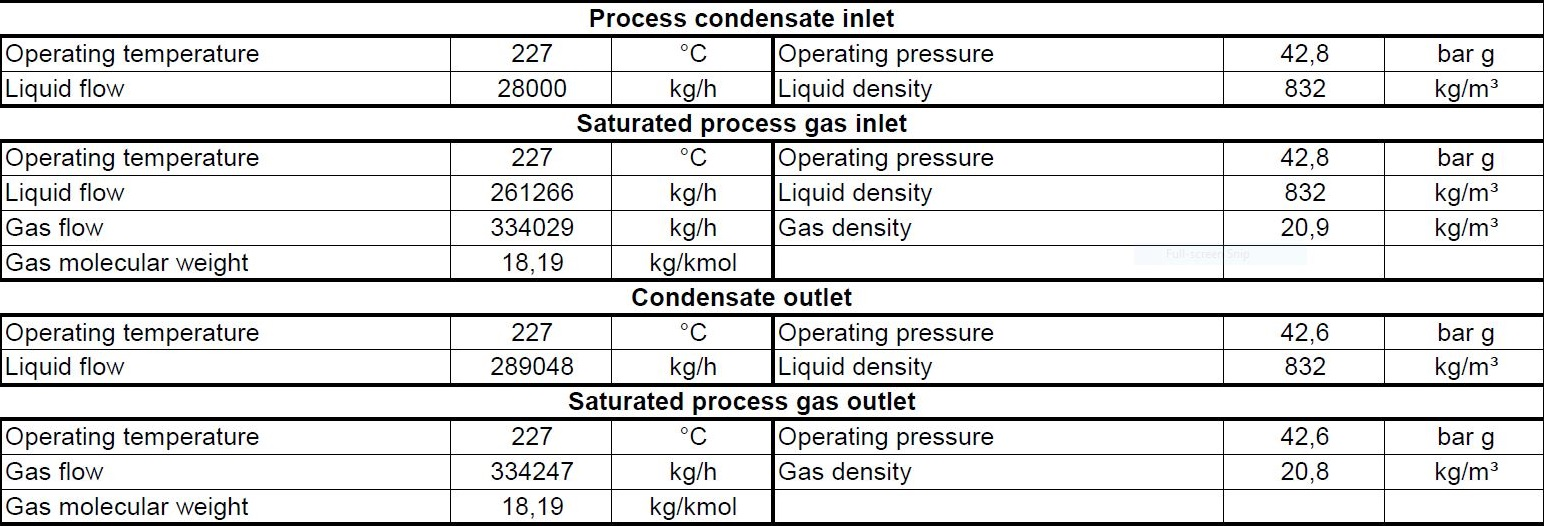 Process condensate inlet
Operating temperature 227 °C Operating pressure 42,8 bar g
Liquid flow 28000 kg/h Liquid density 832 kg/m³
Saturated process gas inlet
Operating temperature 227 °C Operating pressure 42,8 bar g
Liquid flow 261266 kg/h Liquid density 832 kg/m³
Gas flow 334029 kg/h Gas density 20,9 kg/m³
Full-screen Snip
Gas molecular weight 18,19 kg/kmol
Condensate outlet
Operating temperature 227 °C Operating pressure 42,6 bar g
Liquid flow 289048 kg/h Liquid density 832 kg/m³
Saturated process gas outlet
Operating temperature 227 °C Operating pressure 42,6 bar g
Gas flow 334247 kg/h Gas density 20,8 kg/m³
Gas molecular weight 18,19 kg/kmol